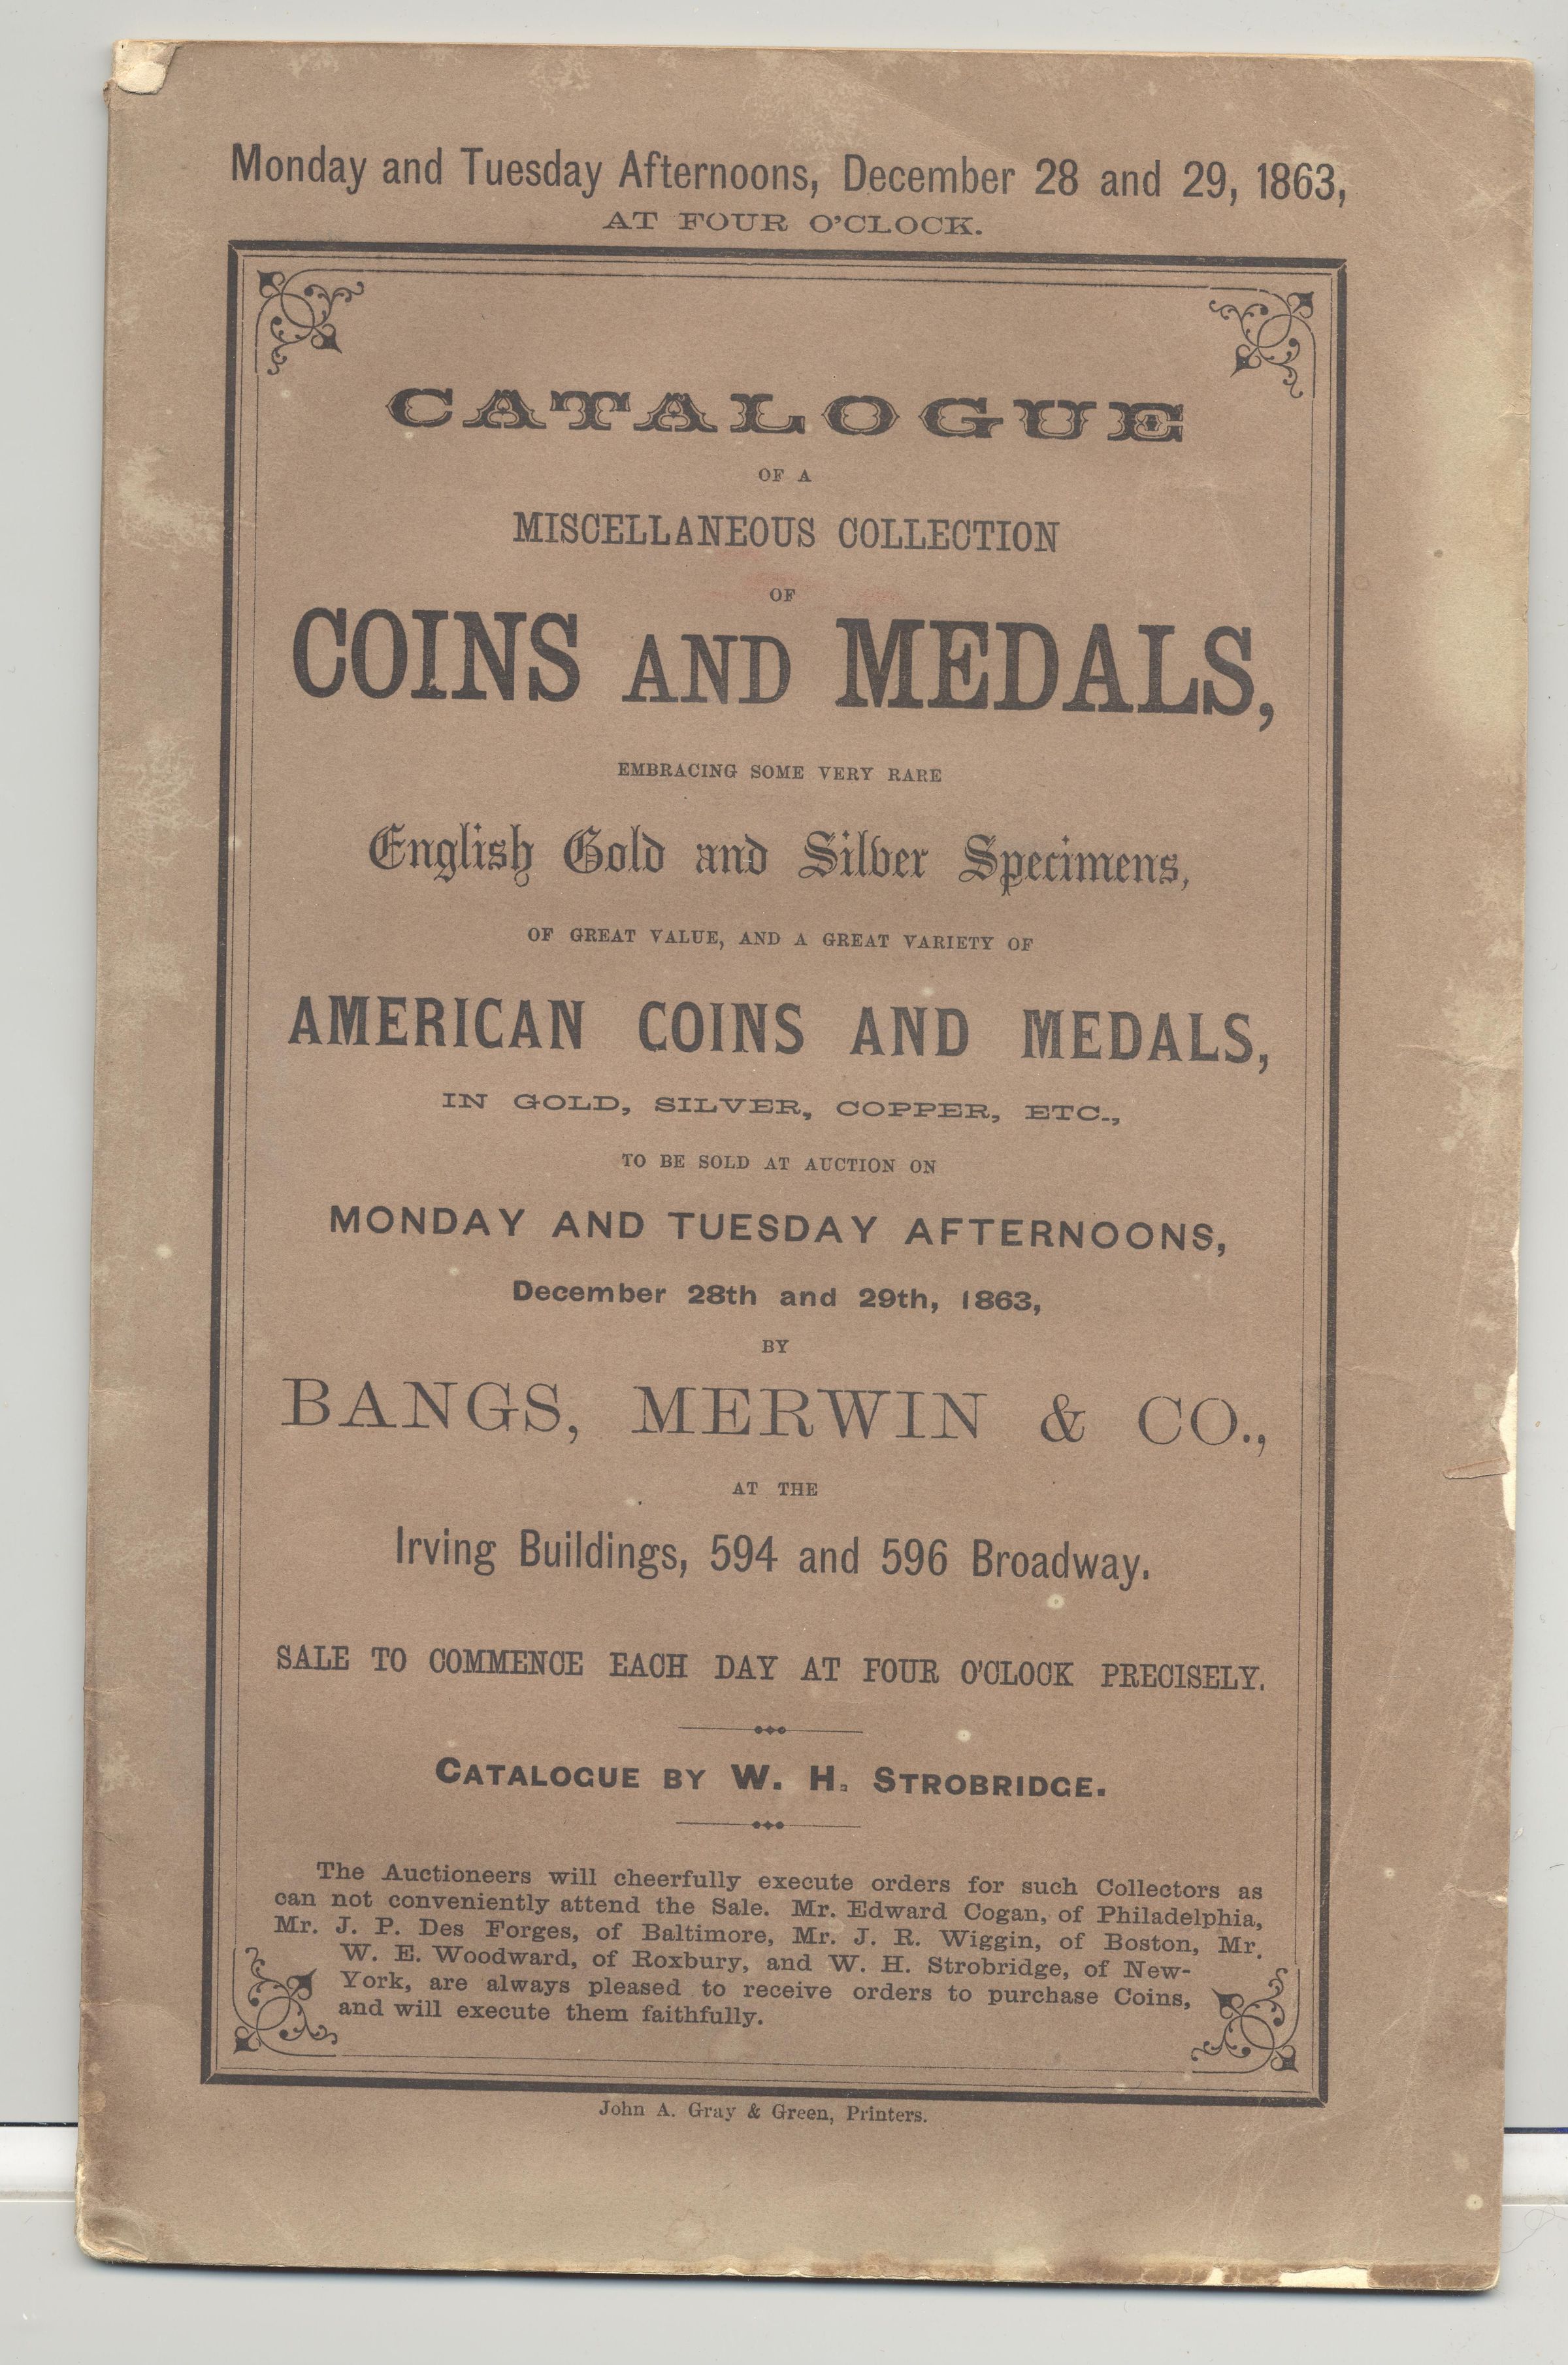 Monday and Tuesday Afternoons, December 28 and 29, 1863,
AT FOUR O'CLOCK.
CATALOGUE
OF A
MISCELLANEOUS COLLECTION
OF
COINS AND MEDALS,
EMBRACING SOME VERY RARE
English Gold and Silver Specimens,
OF GREAT VALUE, AND A GREAT VARIETY OF
AMERICAN COINS AND MEDALS,
IN GOLD, SILVER, COPPER, ETC.,
TO BE SOLD AT AUCTION ON
MONDAY AND TUESDAY AFTERNOONS,
December 28th and 29th, 1863,
BY
BANGS, MERWIN & CO.,
AT THE
Irving Buildings, 594 and 596 Broadway.
SALE TO COMMENCE EACH DAY AT FOUR O'CLOCK PRECISELY.
CATALOGUE BY W. H. STROBRIDGE.
The Auctioneers will cheerfully execute orders for such Collectors as
can not conveniently attend the Sale. Mr. Edward Cogan, of Philadelphia,
Mr. J. P. Des Forges, of Baltimore, Mr. J. R. Wiggin, of Boston, Mr.
W. E. Woodward, of Roxbury, and W. H. Strobridge, of New-
York, are always pleased to receive orders to purchase Coins,
and will execute them faithfully.
John A. Gray & Green, Printers.